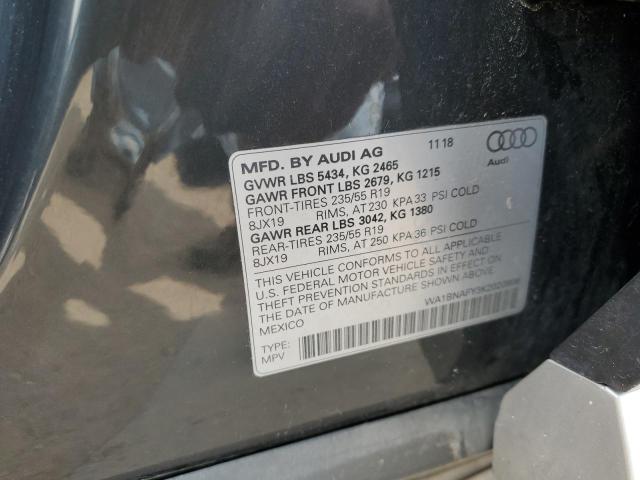 MFD. BY AUDI AG 11 18
GVWR LBS 5434, KG 2465
GAWR FRONT LBS 2679, KG 1215
FRONT-TIRES 235/55 R19
8JX19 RIMS, AT 230 KPA 33 PSI COLD
GAWR REAR LBS 3042, KG 1380
REAR-TIRES 235/55 R19
8JX19 RIMS, AT 250 KPA 36 PSI COLD
THIS VEHICLE CONFORMS TO ALL APPLICABLE
U.S. FEDERAL MOTOR VEHICLE SAFETY AND
THEFT PREVENTION STANDARDS IN EFFECT
ON THE DATE OF MANUFACTURE SHOWN ABOVE
MEXICO
TYPE:
MPV
Audi